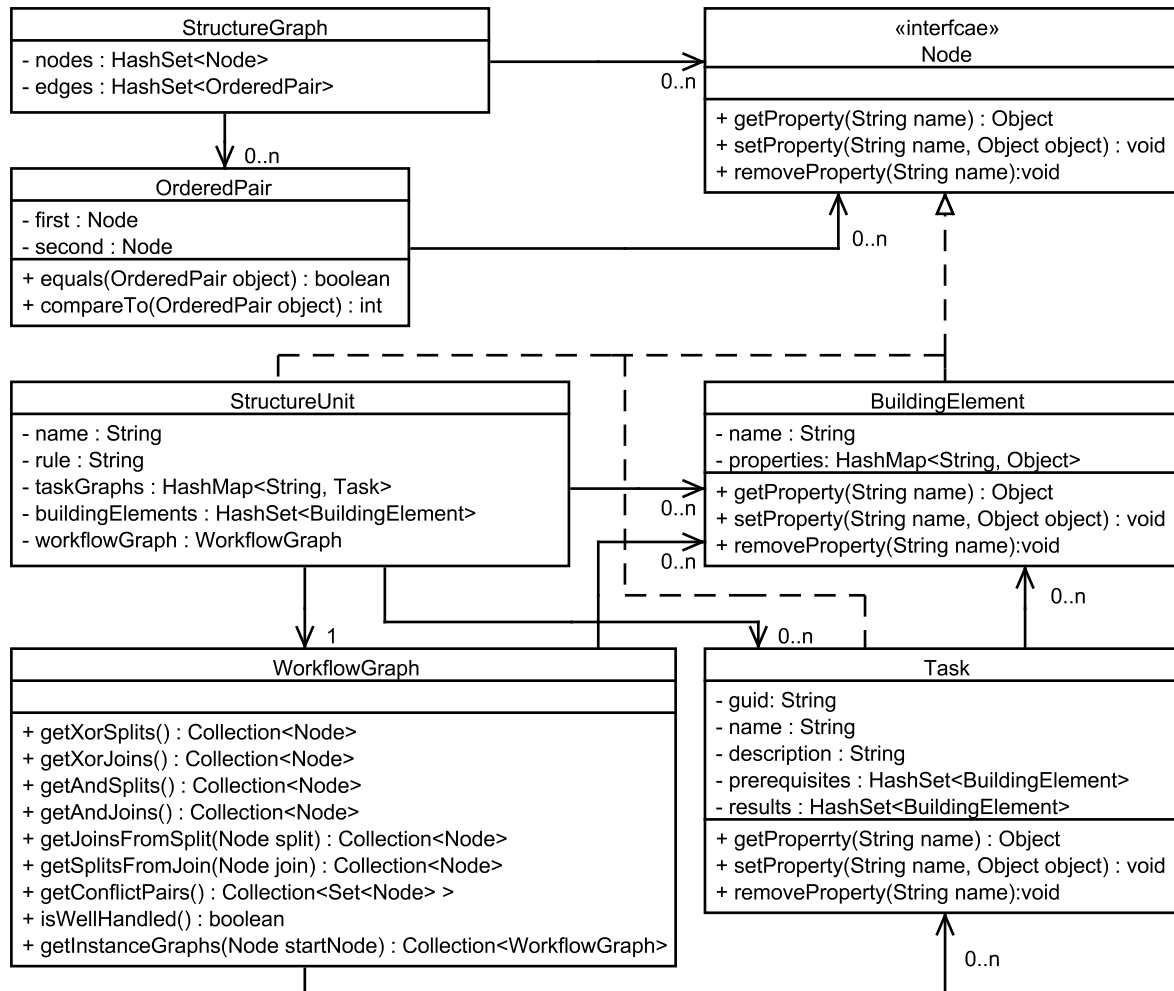 StructureGraph
- nodes : HashSet<Node>
- edges : HashSet<OrderedPair>
0..n
0..n
«interfcae»
Node
+ getProperty(String name) : Object
+ setProperty(String name, Object object) : void
+ removeProperty(String name):void
OrderedPair
- first : Node
- second : Node
+ equals(OrderedPair object) : boolean
+ compareTo(OrderedPair object) : int
0..n
StructureUnit
- name : String
- rule : String
- taskGraphs : HashMap<String, Task>
- buildingElements : HashSet<BuildingElement>
- workflowGraph : WorkflowGraph
0..n
0..n
BuildingElement
- name : String
- properties: HashMap<String, Object>
+ getProperty(String name) : Object
+ setProperty(String name, Object object) : void
+ removeProperty(String name):void
1
0..n
0..n
WorkflowGraph
+ getXorSplits() : Collection<Node>
+ getXorJoins() : Collection<Node>
+ getAndSplits() : Collection<Node>
+ getAndJoins() : Collection<Node>
+ getJoinsFromSplit(Node split) : Collection<Node>
+ getSplitsFromJoin(Node join) : Collection<Node>
+ getConflictPairs() : Collection<Set<Node> >
+ isWellHandled() : boolean
+ getInstanceGraphs(Node startNode) : Collection<WorkflowGraph>
Task
- guid: String
- name : String
- description : String
- prerequisites : HashSet<BuildingElement>
- results : HashSet<BuildingElement>
+ getProperrty(String name) : Object
+ setProperty(String name, Object object) : void
+ removeProperty(String name):void
0..n